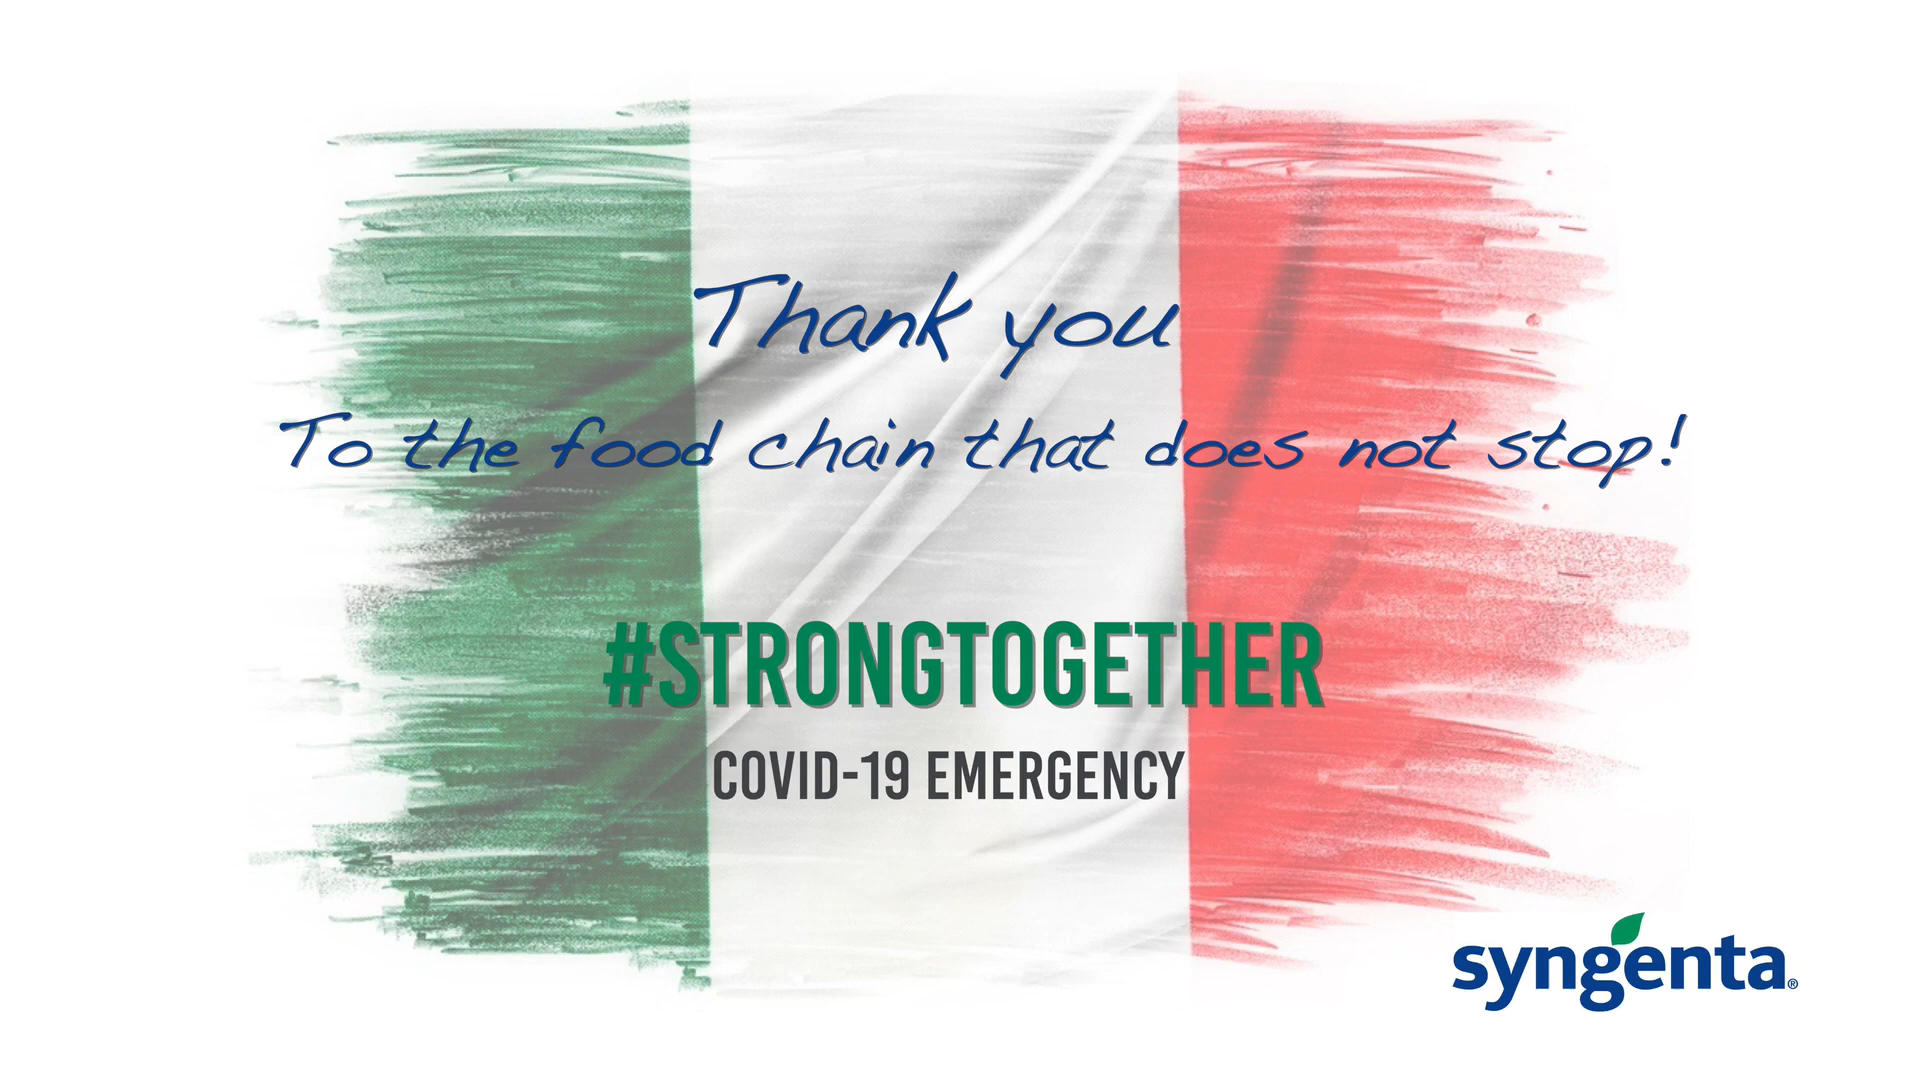 Thank you
To the food chain that does not stop!
#STRONGTOGETHER
COVID-19 EMERGENCY
syngenta®